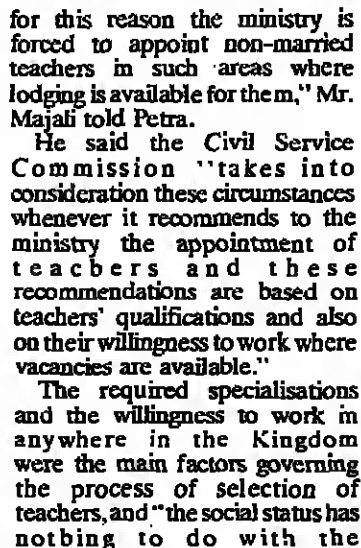 for this reason the ministry is
forced to appoint non-married
teachers in such areas where
lodging is available for them," Mr.
Majali told Petra.
He said the Civil Service
Commission "takes into
consideration these circumstances
whenever it recommends to the
ministry the appointment of
teachers and these
recommendations are based on
teachers' qualifications and also
on their willingness to work where
vacancies are available."
The required specialisations
and the willingness to work in
anywhere in the Kingdom
were the main factors governing
the process of selection of
teachers, and "the social status has
nothing to do with the